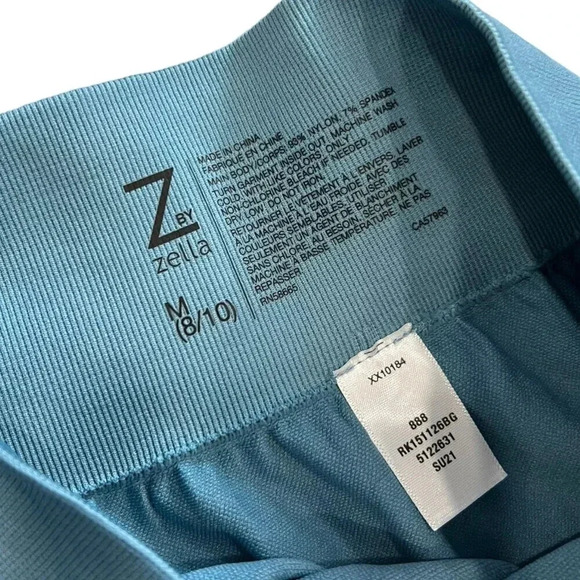 Z BY
zella
M
(8/10)
MADE IN CHINA
FABRIQUÉ EN CHINE
MAIN BODY/CORPS: 93% NYLON, 7% SPANDEX
TURN GARMENT INSIDE OUT, MACHINE WASH
COLD WITH LIKE COLORS ONLY
NON-CHLORINE BLEACH IF NEEDED. TUMBLE
DRY LOW. DO NOT IRON.
RETOURNER LE VÊTEMENT À L'ENVERS, LAVER
À LA MACHINE À L'EAU FROIDE AVEC DES
COULEURS SEMBLABLES. UTILISER
SEULEMENT UN AGENT DE BLANCHIMENT
SANS CHLORE AU BESOIN. SÉCHER À LA
MACHINE À BASSE TEMPÉRATURE. NE PAS
REPASSER
RN58665
CA57960
XX10184
888
RK151126BG
5122631
SU21